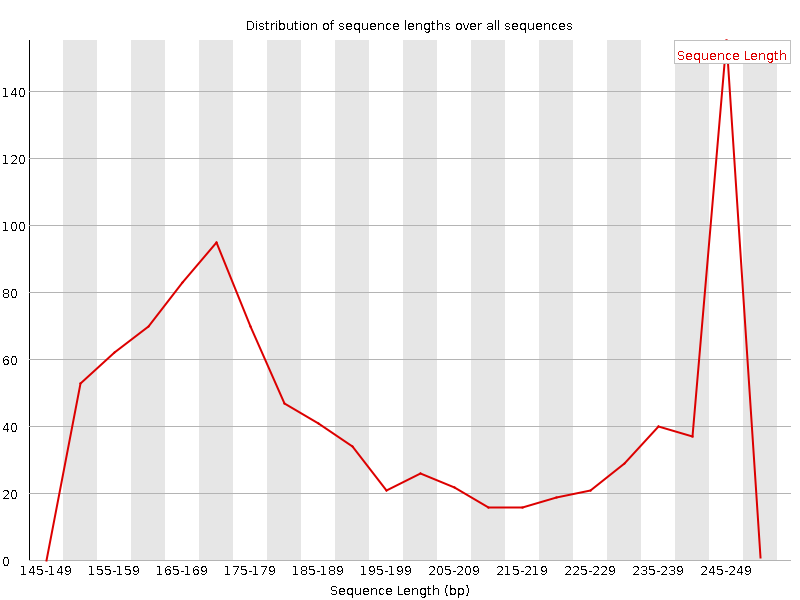 Distribution of sequence lengths over all sequences
Sequence Length
140
120
100
80
60
40
20
0
145-149 155-159 165-169 175-179 185-189 195-199 205-209 215-219 225-229 235-239 245-249
Sequence Length (bp)